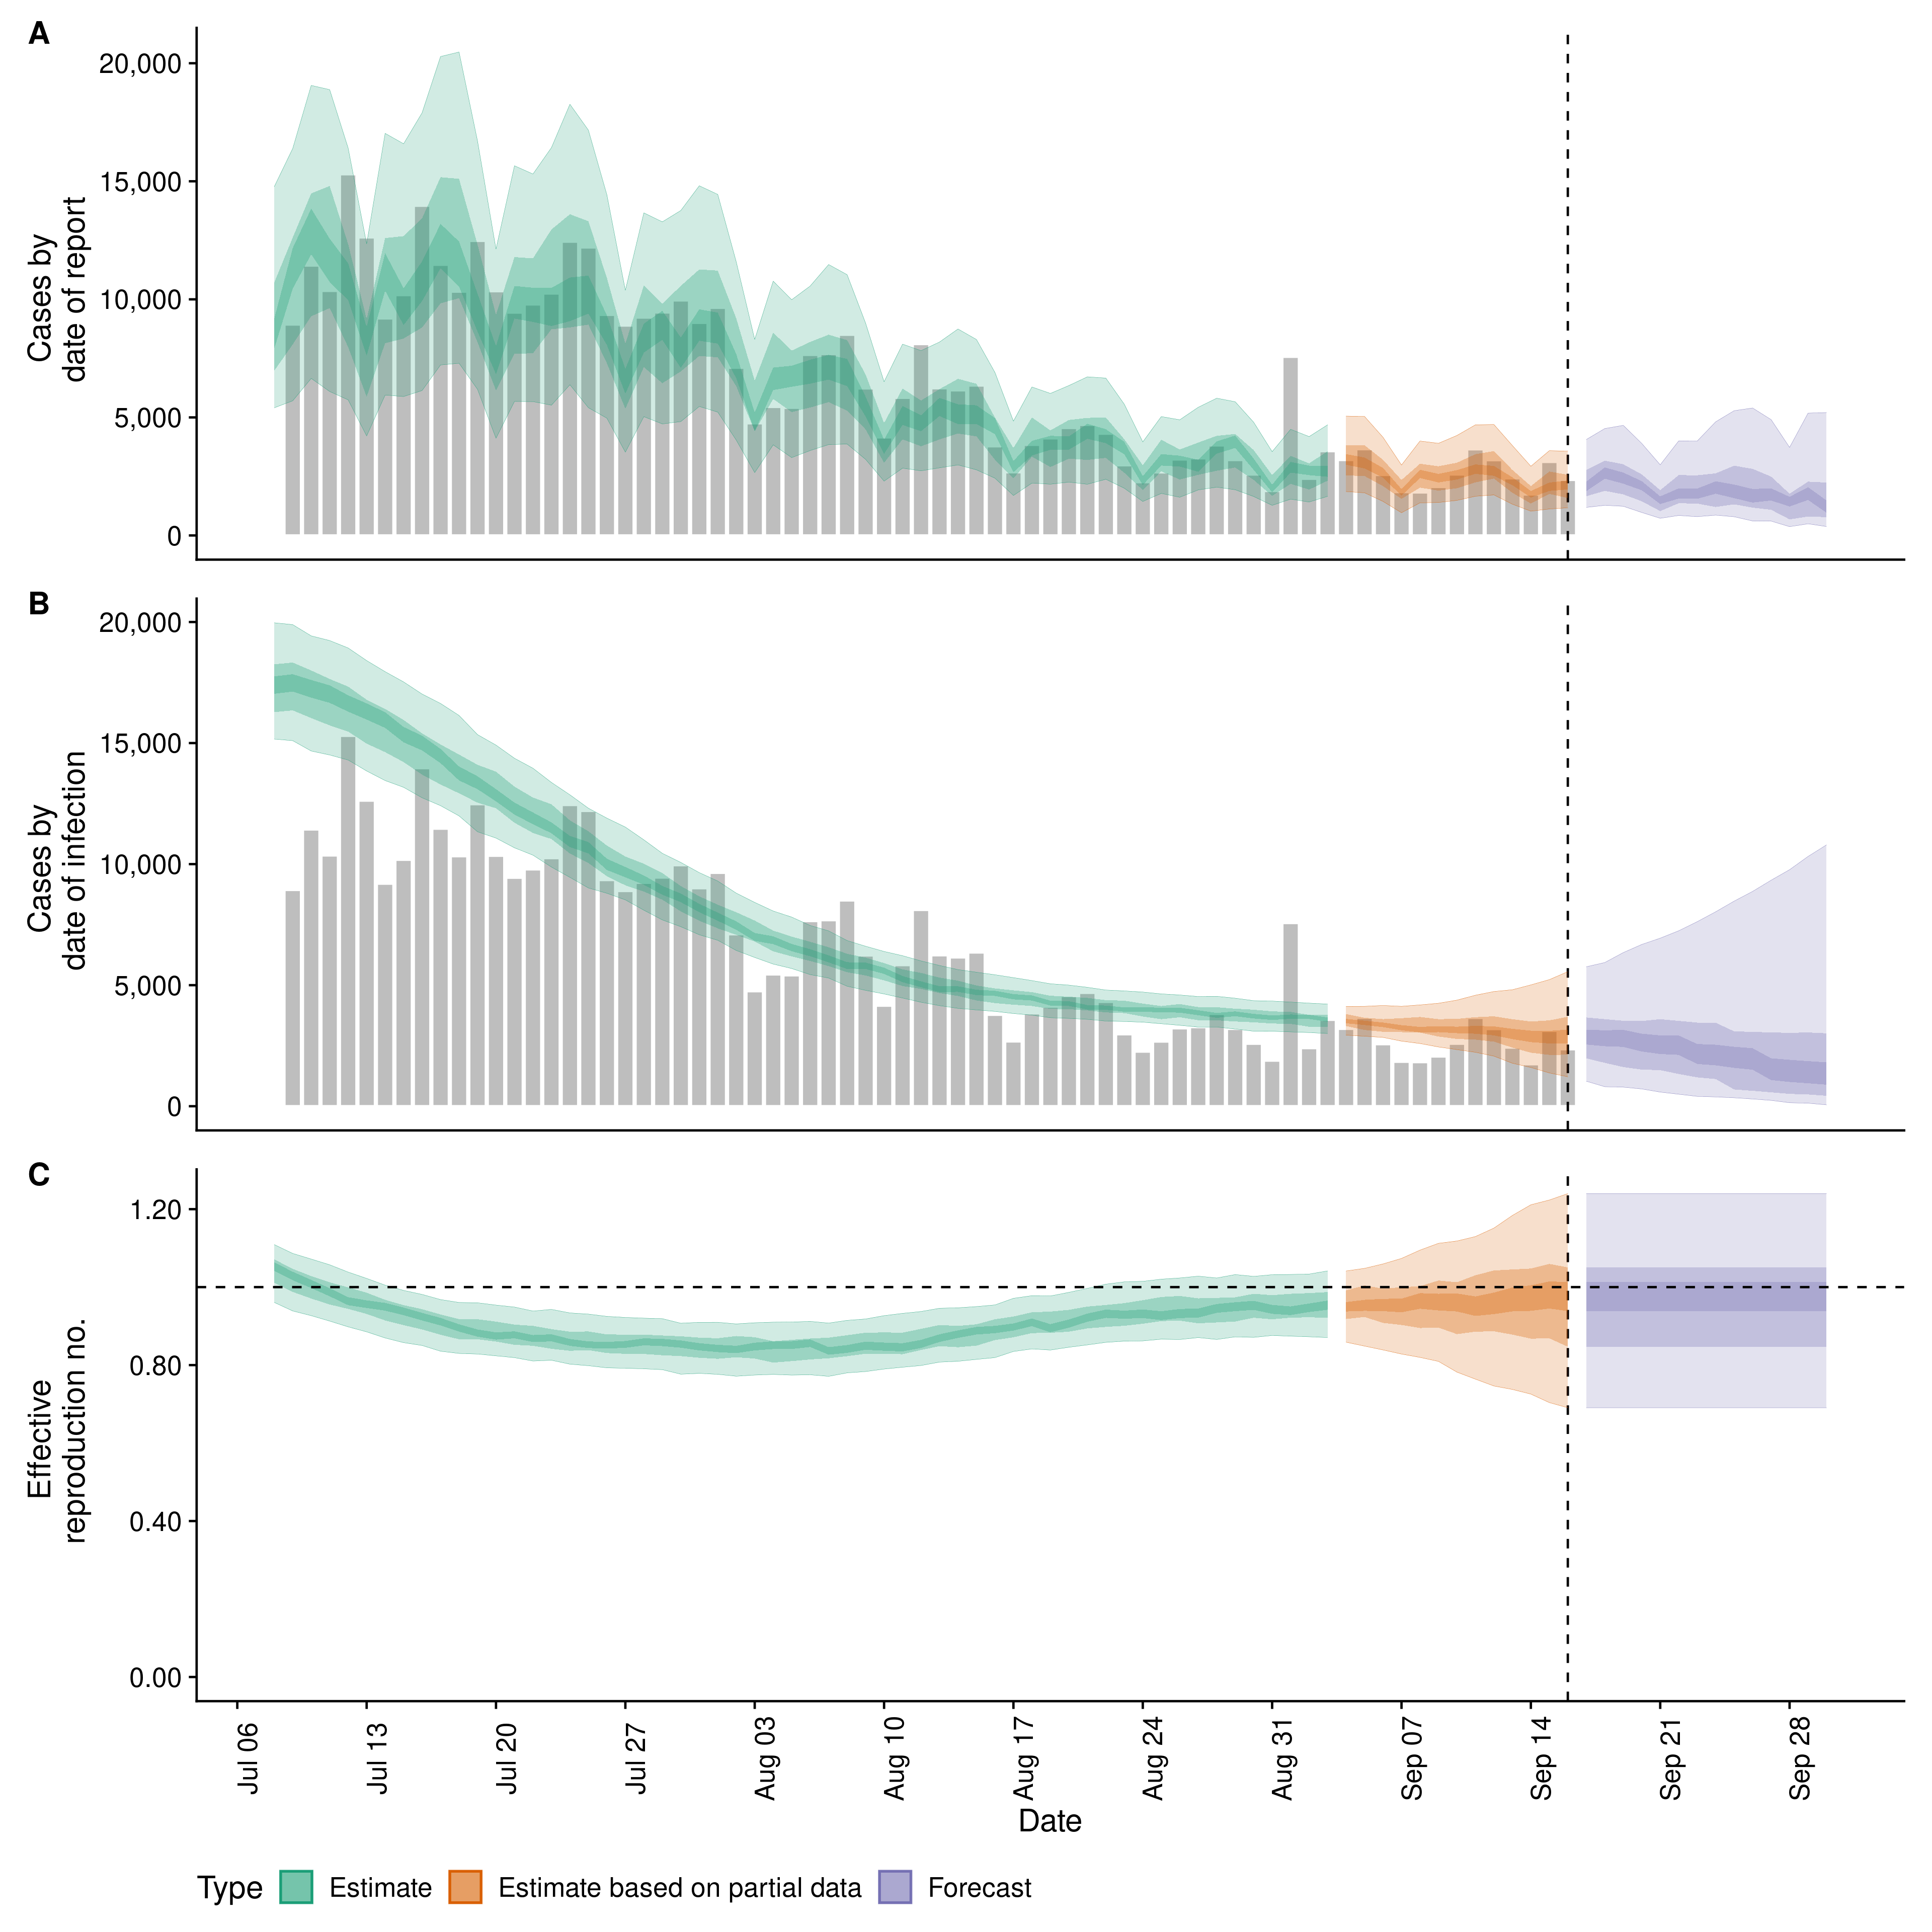 A
20,000
15,000
10,000
5,000
0
Cases by
date of report
B
20,000
15,000
10,000
5,000
0
Cases by
date of infection
C
1.20
0.80
0.40
0.00
Effective
reproduction no.
Jul 06
Jul 13
Jul 20
Jul 27
Aug 03
Aug 10
Aug 17
Aug 24
Aug 31
Sep 07
Sep 14
Sep 21
Sep 28
Date
Type Estimate Estimate based on partial data Forecast